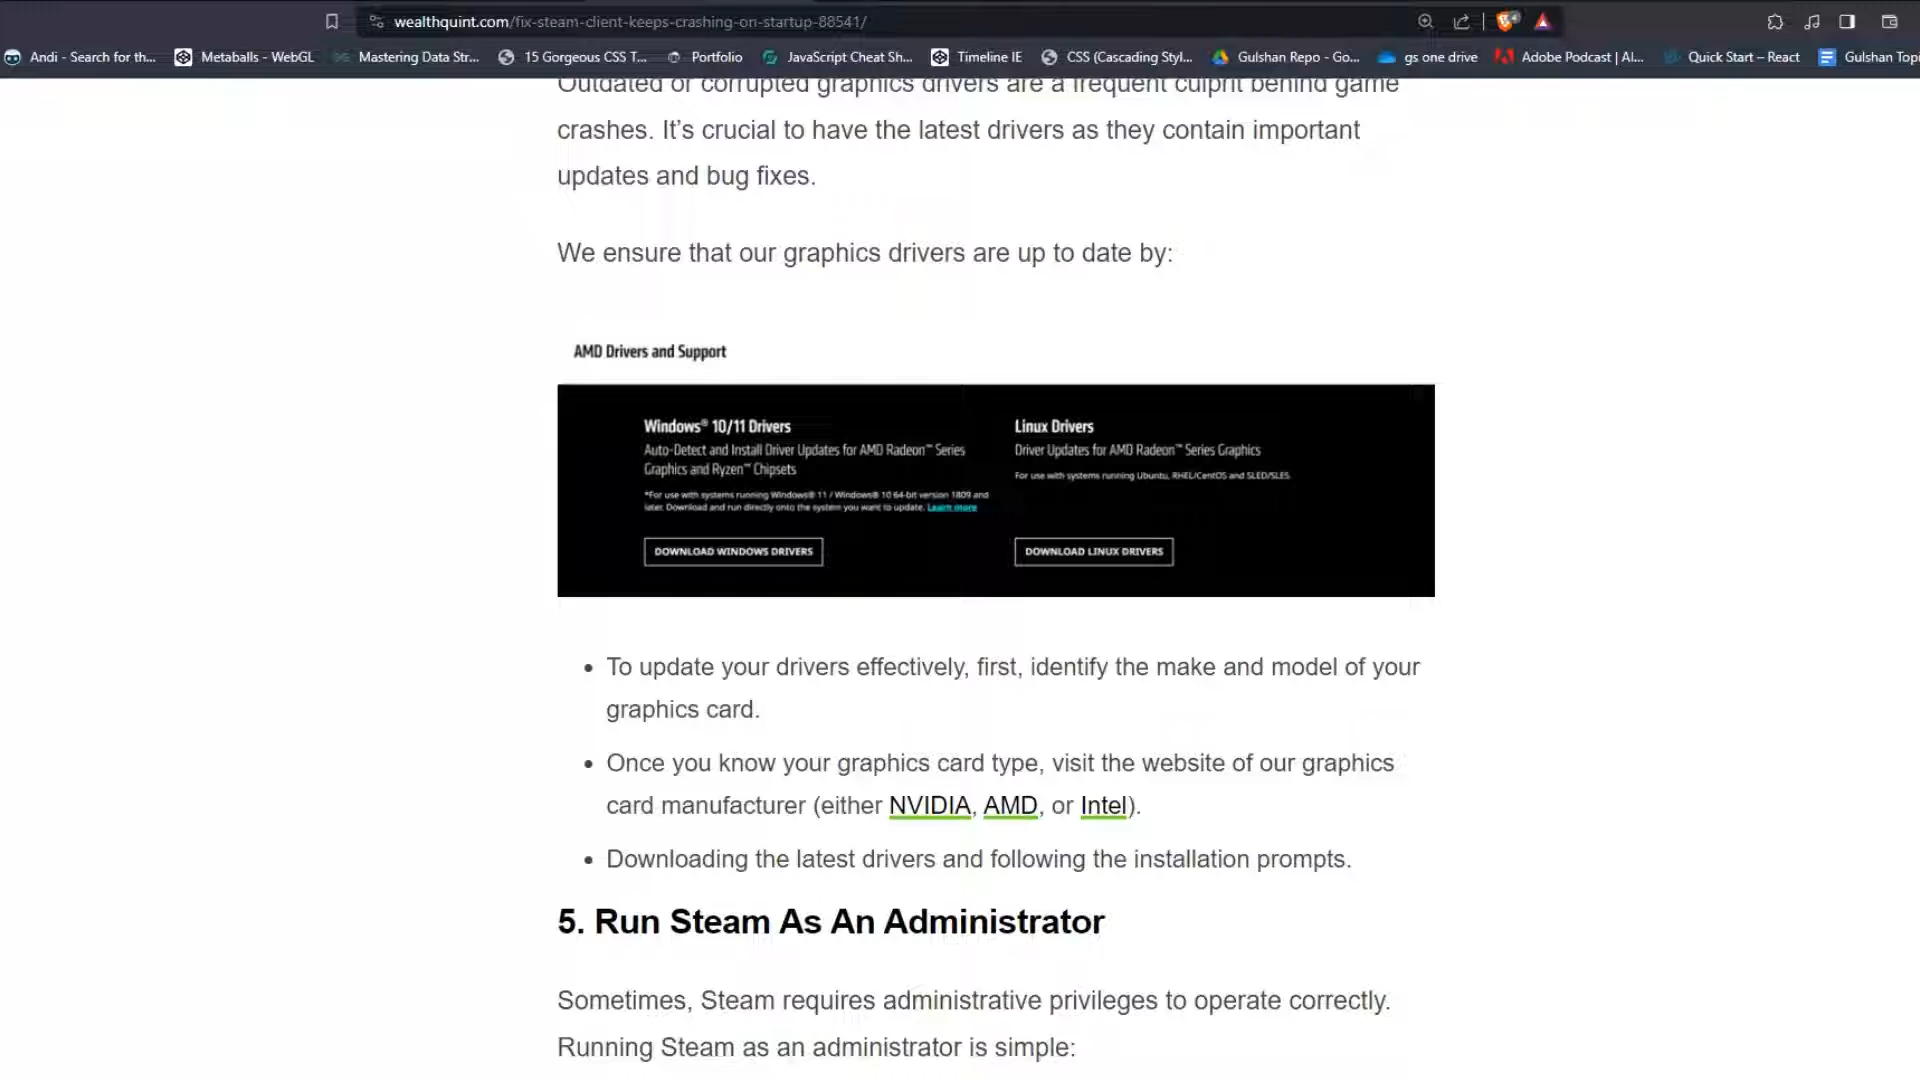 wealthquint.com/fix-steam-client-keeps-crashing-on-startup-88541/
Andi - Search for th... Metaballs - WebGL Mastering Data Str... 15 Gorgeous CSS T... Portfolio JavaScript Cheat Sh... Timeline IE CSS (Cascading Styl... Gulshan Repo - Go... gs one drive Adobe Podcast | AI... Quick Start – React Gulshan Topi
Outdated or corrupted graphics drivers are a frequent culprit behind game
crashes. It’s crucial to have the latest drivers as they contain important
updates and bug fixes.
We ensure that our graphics drivers are up to date by:
AMD Drivers and Support
Windows® 10/11 Drivers
Auto-Detect and Install Driver Updates for AMD Radeon™ Series
Graphics and Ryzen™ Chipsets
*For use with systems running Windows® 11 / Windows® 10 64-bit version 1809 and
later. Download and run directly onto the system you want to update. Learn more
DOWNLOAD WINDOWS DRIVERS
Linux Drivers
Driver Updates for AMD Radeon™ Series Graphics
For use with systems running Ubuntu, RHEL/CentOS and SLED/SLES.
DOWNLOAD LINUX DRIVERS
• To update your drivers effectively, first, identify the make and model of your
graphics card.
• Once you know your graphics card type, visit the website of our graphics
card manufacturer (either NVIDIA, AMD, or Intel).
• Downloading the latest drivers and following the installation prompts.
5. Run Steam As An Administrator
Sometimes, Steam requires administrative privileges to operate correctly.
Running Steam as an administrator is simple: